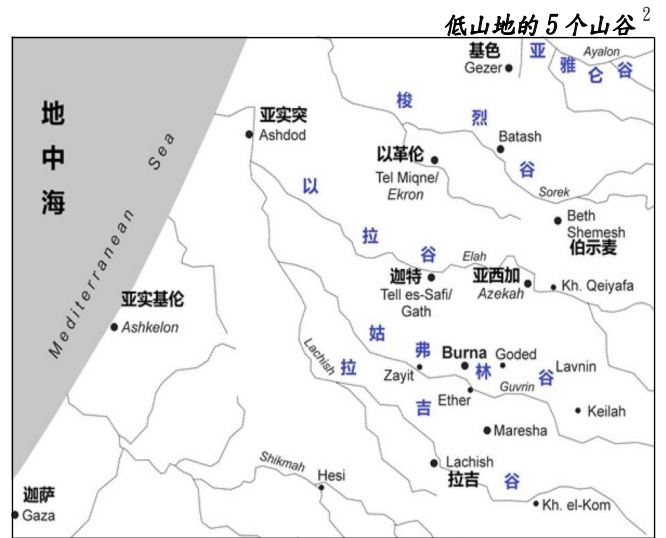 低山地的5个山谷2
基色
Gezer
亚雅仑谷
Ayalon
地中海
Mediterranean Sea
亚实突
Ashdod
梭烈谷
Sorek
Batash
以革伦
Tel Miqne/
Ekron
Beth
Shemesh
伯示麦
以拉谷
Elah
迦特
Tell es-Safi/
Gath
亚西加
Azekah
Kh. Qeiyafa
亚实基伦
Ashkelon
姑弗林谷
Guvrin
Burna
Goded
Lavnin
Zayit
Ether
Keilah
Maresha
拉吉谷
Lachish
Lachish
拉吉
Shikmah
Hesi
Kh. el-Kom
迦萨
Gaza